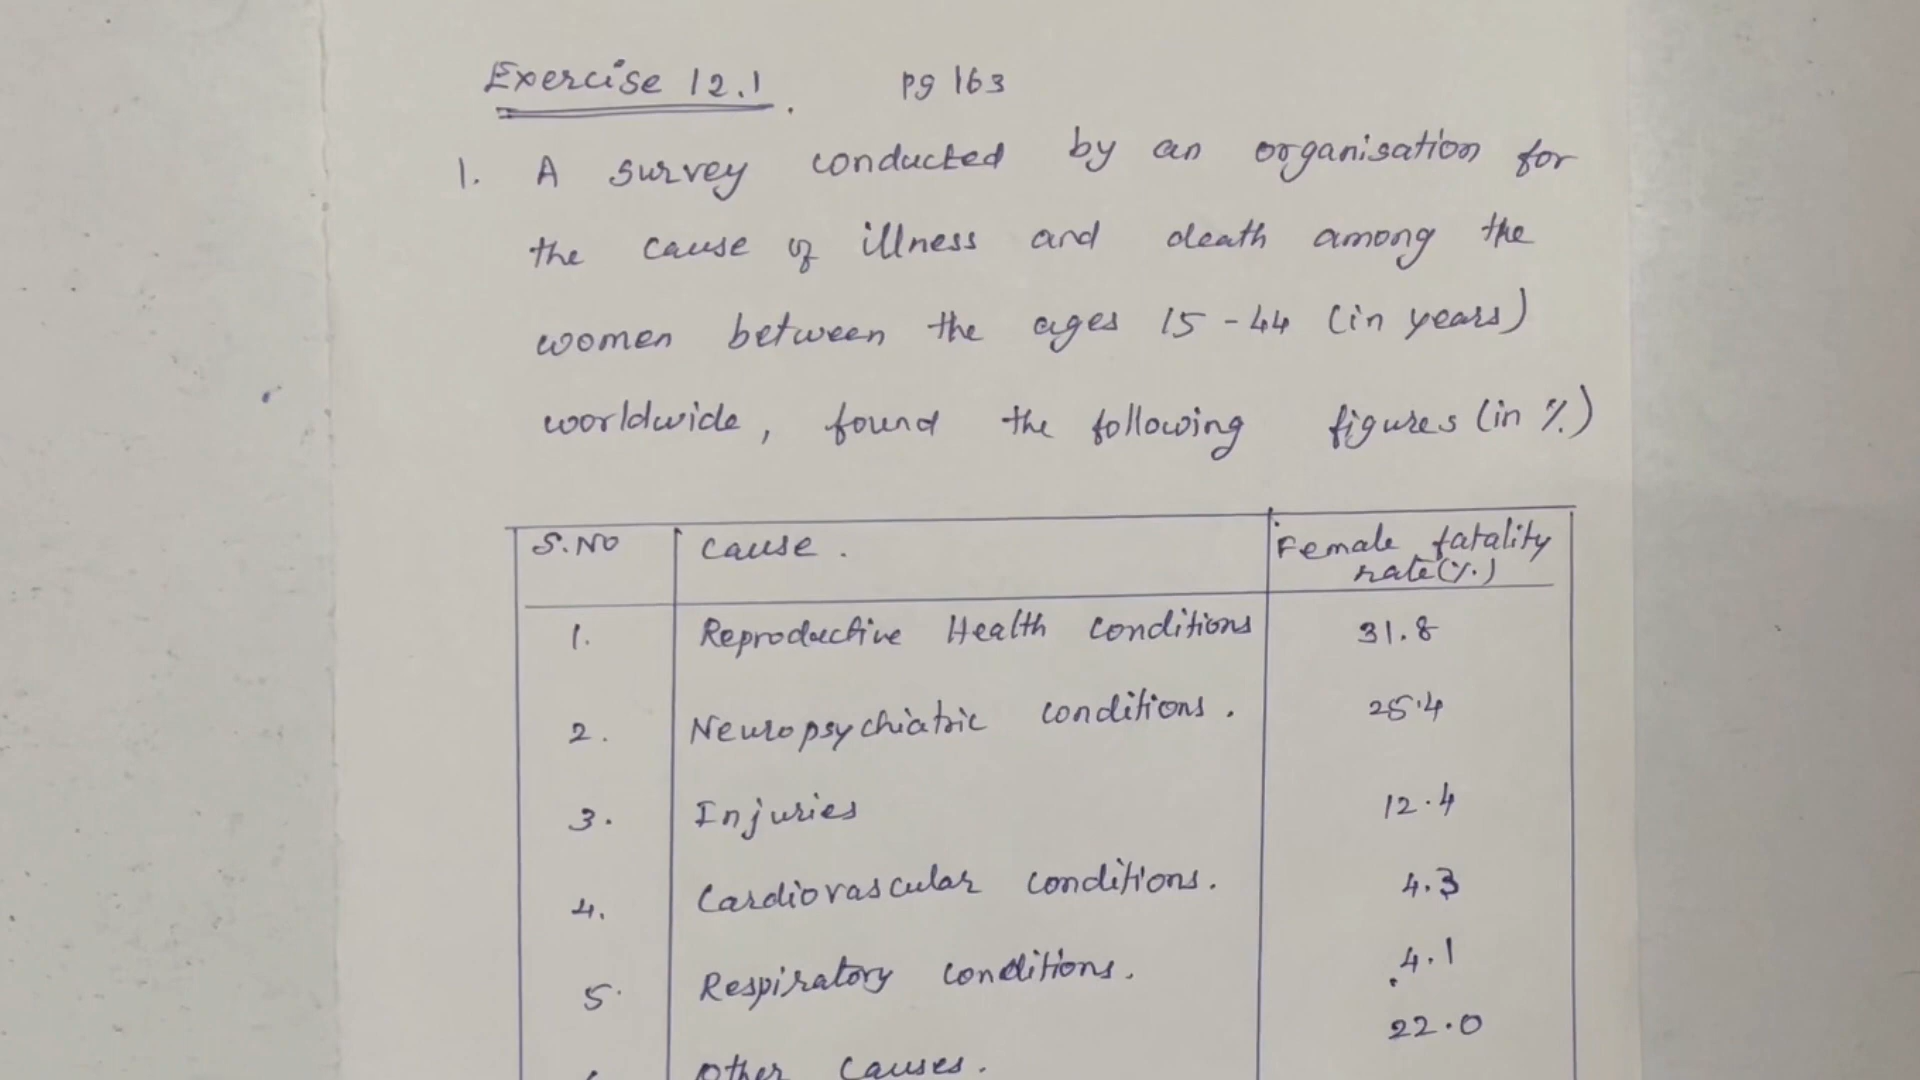 Exercise 12.1 pg 163
1. A survey conducted by an organisation for
the cause of illness and death among the
women between the ages 15-44 (in years)
worldwide, found the following figures (in %)
S.No cause. Female fatality
rate(%)
1. Reproductive Health conditions 31.8
2. Neuropsychiatric conditions. 25.4
3. Injuries 12.4
4. Cardiovascular conditions. 4.3
5. Respiratory conditions. 4.1
Other causes. 22.0